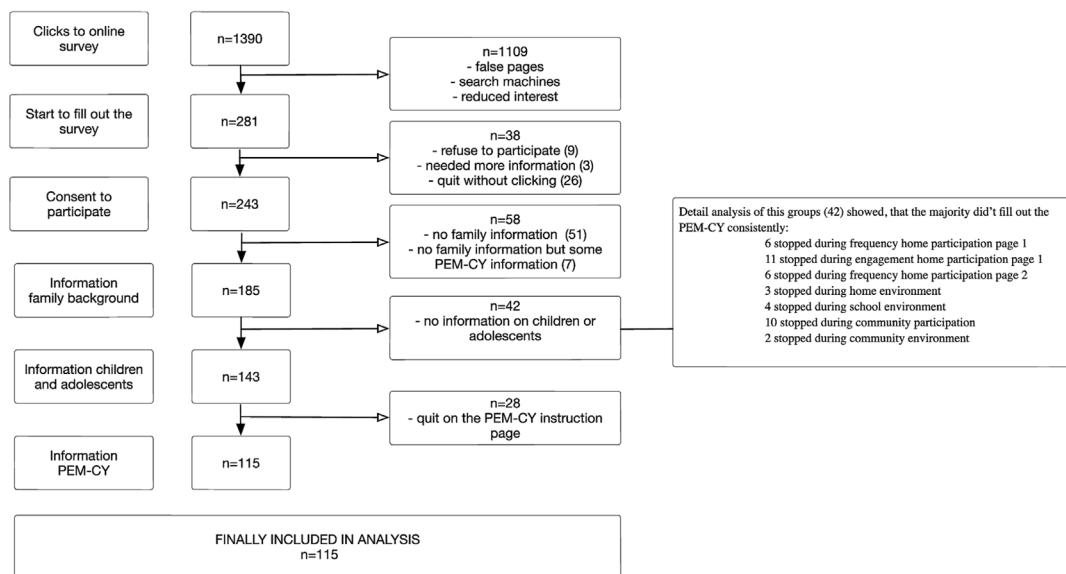 Clicks to online
survey
n=1390
n=1109
- false pages
- search machines
- reduced interest
Start to fill out the
survey
n=281
n=38
- refuse to participate (9)
- needed more information (3)
- quit without clicking (26)
Consent to
participate
n=243
n=58
- no family information (51)
- no family information but some
PEM-CY information (7)
Information
family background
n=185
n=42
- no information on children or
adolescents
Detail analysis of this groups (42) showed, that the majority did't fill out the
PEM-CY consistently:
6 stopped during frequency home participation page 1
11 stopped during engagement home participation page 1
6 stopped during frequency home participation page 2
3 stopped during home environment
4 stopped during school environment
10 stopped during community participation
2 stopped during community environment
Information children
and adolescents
n=143
n=28
- quit on the PEM-CY instruction
page
Information
PEM-CY
n=115
FINALLY INCLUDED IN ANALYSIS
n=115